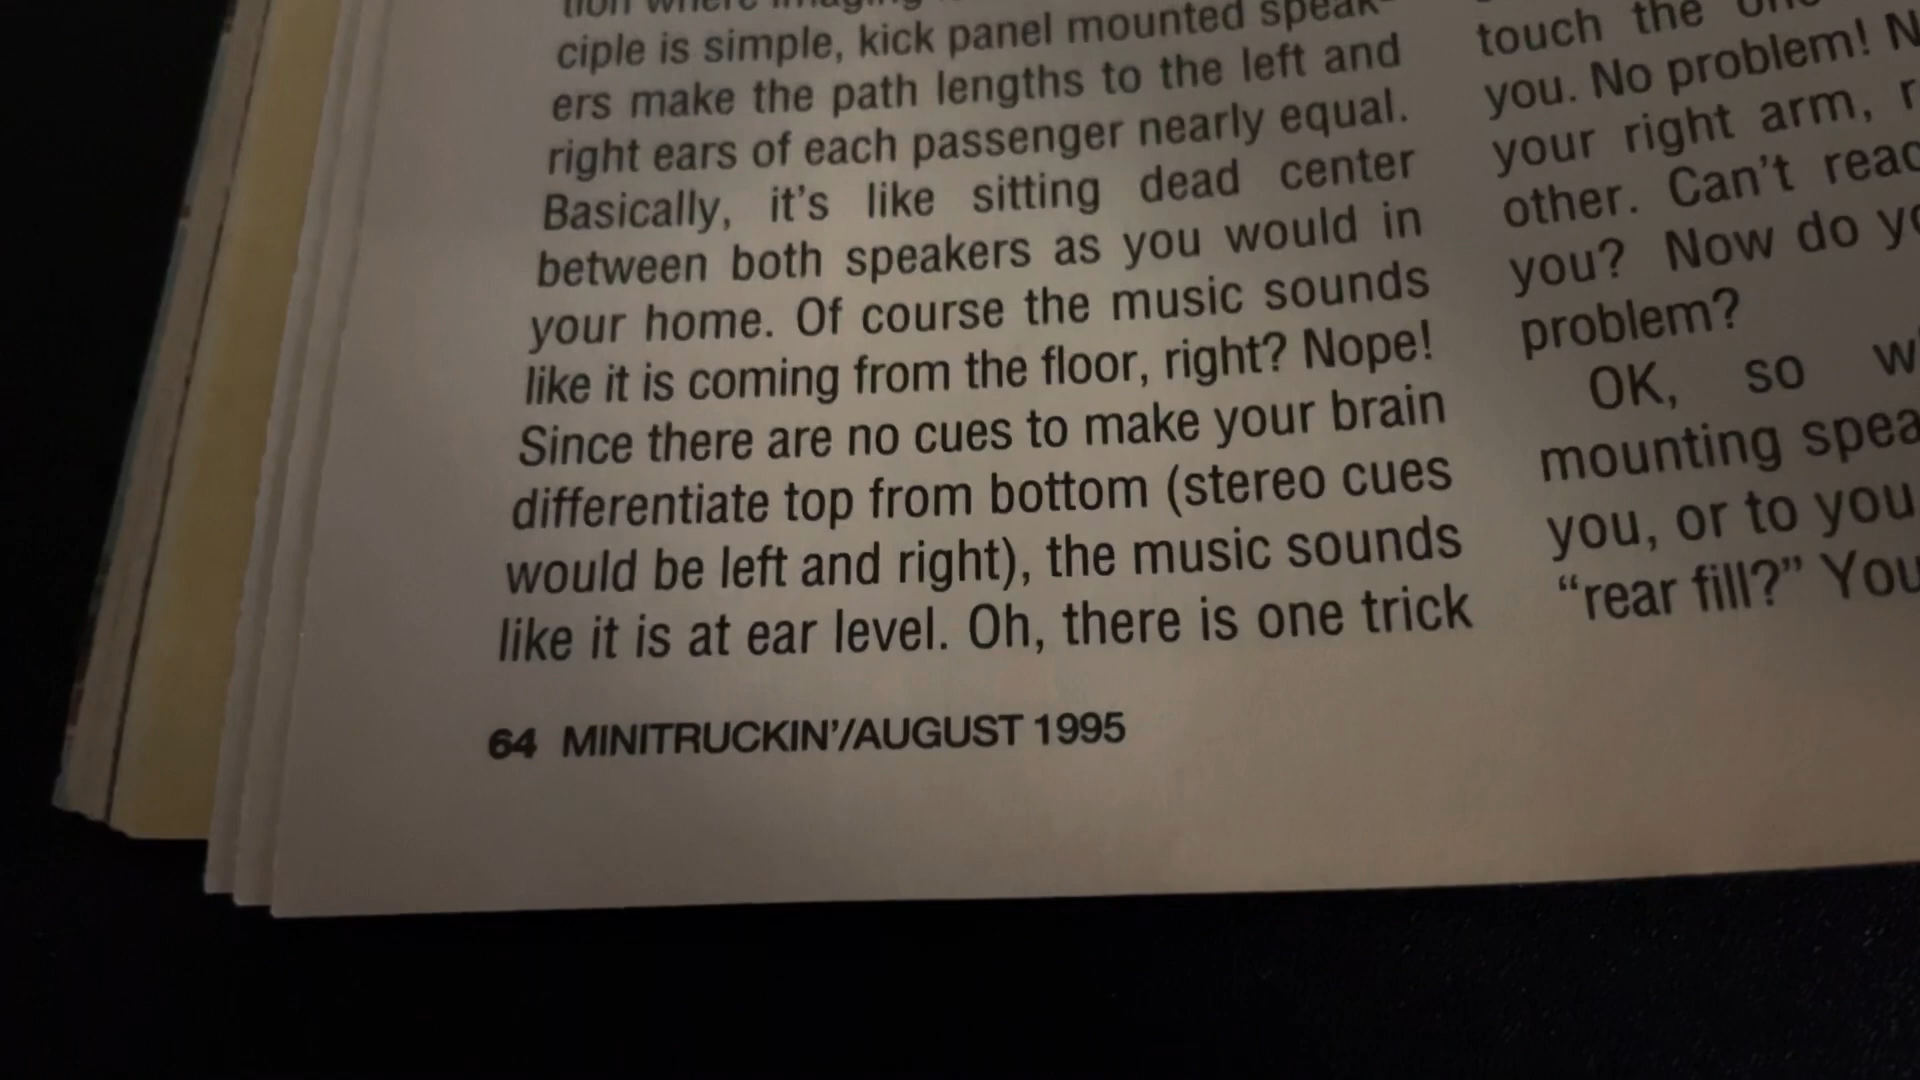 ciple is simple, kick panel mounted speak-
ers make the path lengths to the left and
right ears of each passenger nearly equal.
Basically, it's like sitting dead center
between both speakers as you would in
your home. Of course the music sounds
like it is coming from the floor, right? Nope!
Since there are no cues to make your brain
differentiate top from bottom (stereo cues
would be left and right), the music sounds
like it is at ear level. Oh, there is one trick
touch the
you. No problem!
your right arm,
other. Can't
you? Now do
problem?
OK, so
mounting
you, or to
"rear fill?"
64 MINITRUCKIN'/AUGUST 1995